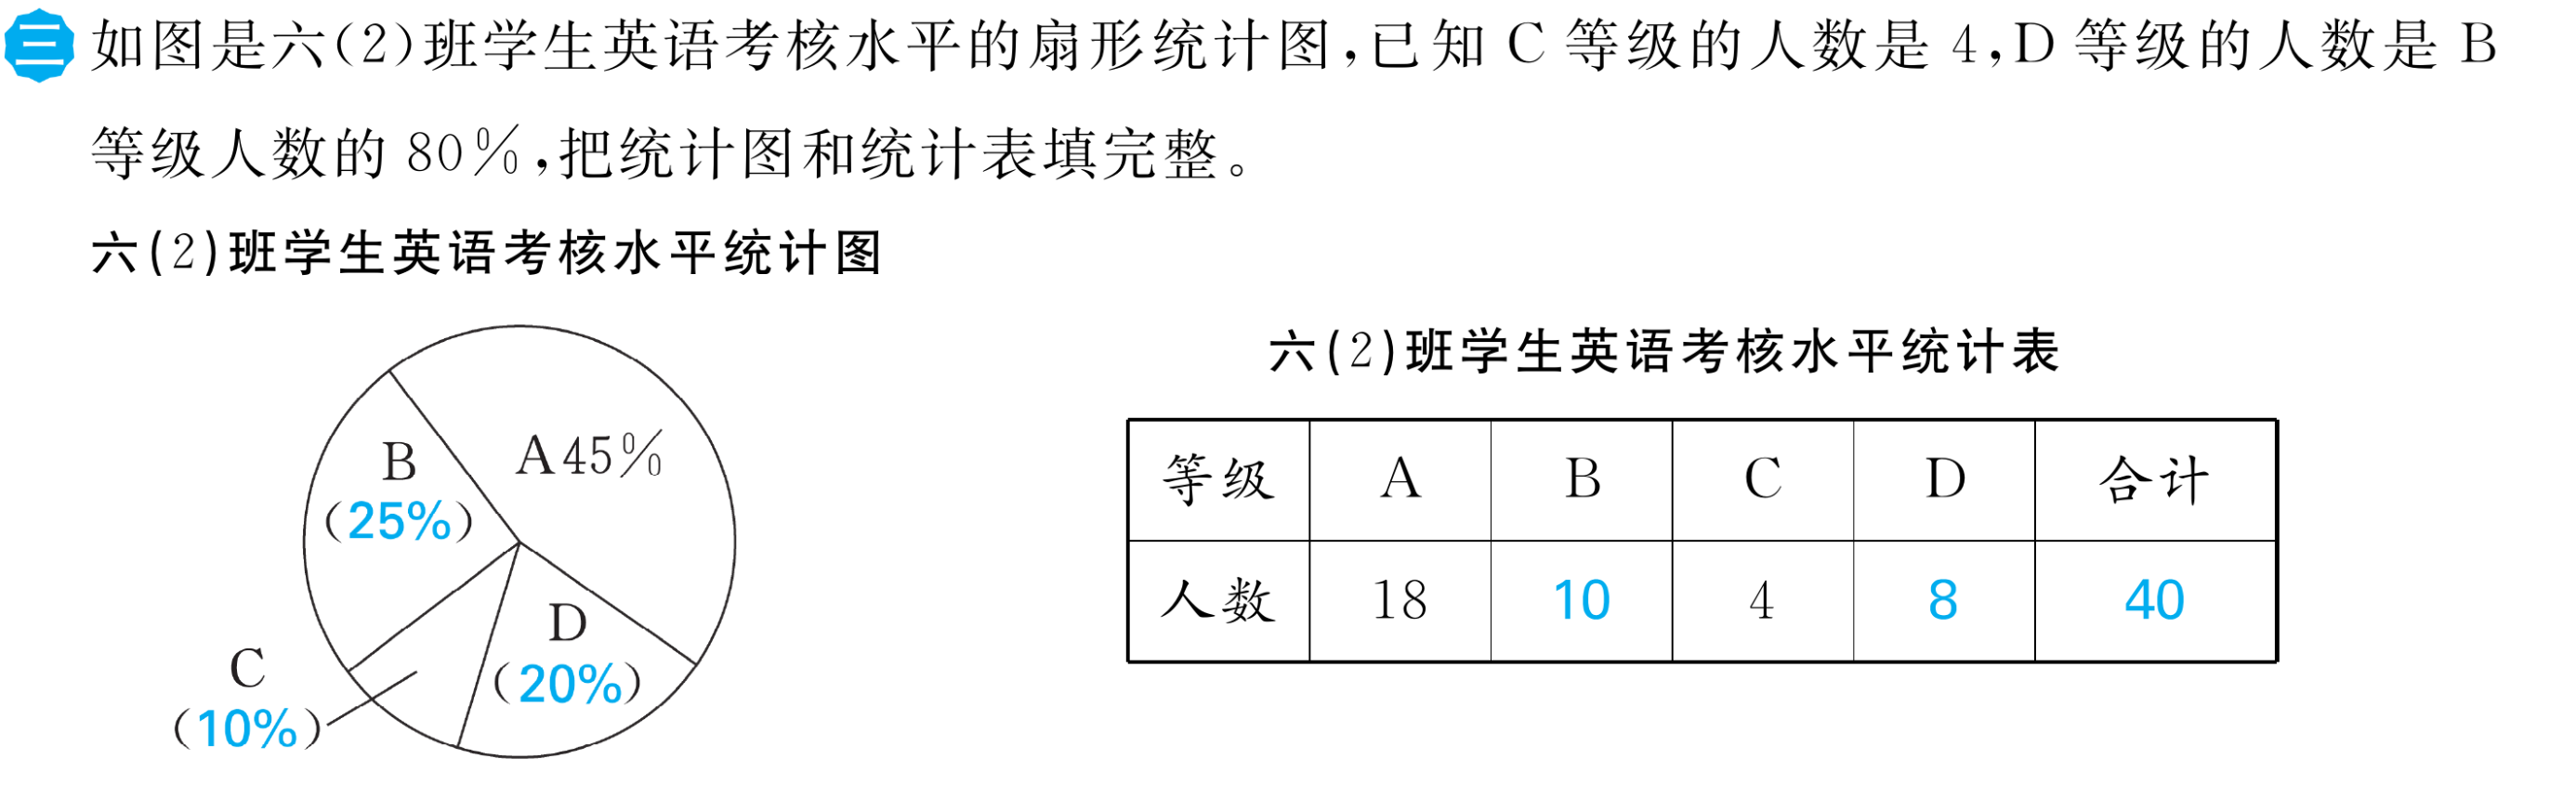 三 如图是六(2)班学生英语考核水平的扇形统计图,已知 C 等级的人数是 4,D 等级的人数是 B
等级人数的 80%,把统计图和统计表填完整。
六(2)班学生英语考核水平统计图
A45%
B
(25%)
C
(10%)
D
(20%)
六(2)班学生英语考核水平统计表
等级 A B C D 合计
人数 18 10 4 8 40